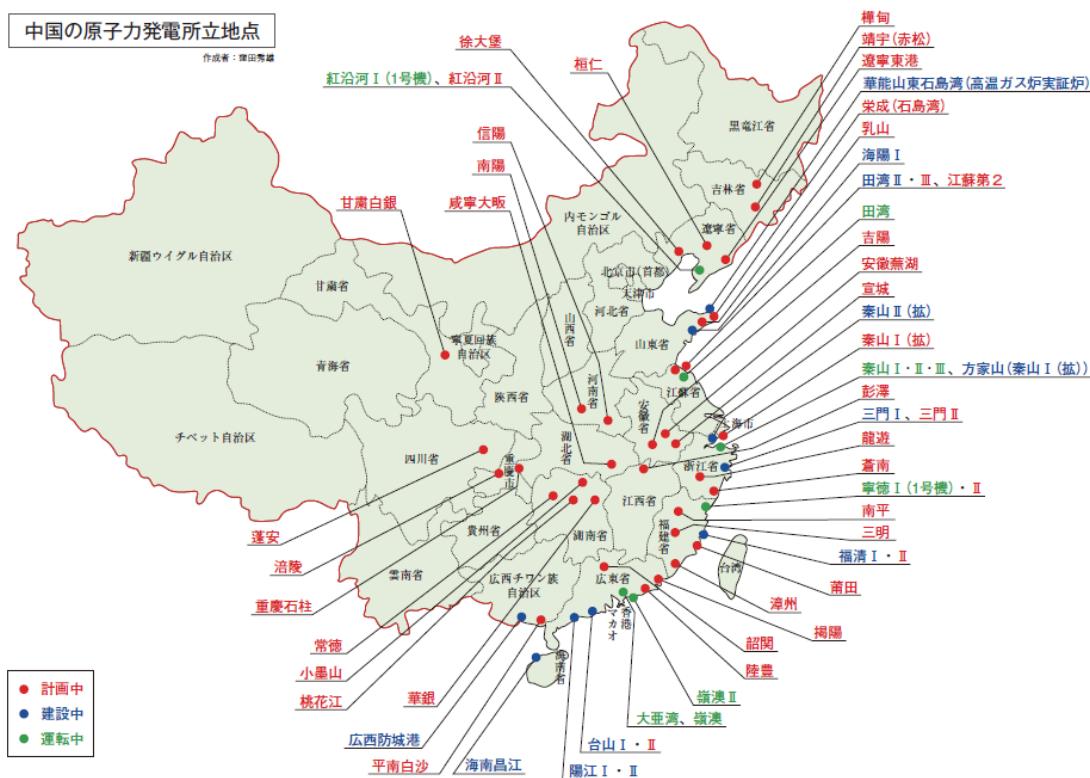 中国の原子力発電所立地点
作成者：窪田秀雄
徐大堡
紅沿河Ⅰ(1号機)、紅沿河Ⅱ
桓仁
信陽
南陽
咸寧大畈
甘粛白銀
樺甸
靖宇(赤松)
遼寧東港
華能山東石島湾(高温ガス炉実証炉)
栄成(石島湾)
乳山
海陽Ⅰ
田湾Ⅱ・Ⅲ、江蘇第2
田湾
吉陽
安徽蕪湖
宣城
秦山Ⅱ(拡)
秦山Ⅰ(拡)
秦山Ⅰ・Ⅱ・Ⅲ、方家山(秦山Ⅰ(拡))
彭澤
三門Ⅰ、三門Ⅱ
龍遊
蒼南
寧徳Ⅰ(1号機)・Ⅱ
南平
三明
福清Ⅰ・Ⅱ
莆田
漳州
掲陽
韶関
陸豊
嶺澳Ⅱ
大亜湾、嶺澳
台山Ⅰ・Ⅱ
陽江Ⅰ・Ⅱ
海南昌江
平南白沙
広西防城港
華銀
桃花江
小墨山
常徳
重慶石柱
涪陵
蓬安
黒竜江省
吉林省
遼寧省
内モンゴル
自治区
北京市(首都)
天津市
河北省
山西省
山東省
新疆ウイグル自治区
甘粛省
寧夏回族
自治区
青海省
陝西省
河南省
江蘇省
安徽省
上海市
チベット自治区
四川省
重慶市
湖北省
浙江省
江西省
湖南省
貴州省
福建省
雲南省
広西チワン族
自治区
広東省
香港
マカオ
台湾
海南省
計画中
建設中
運転中